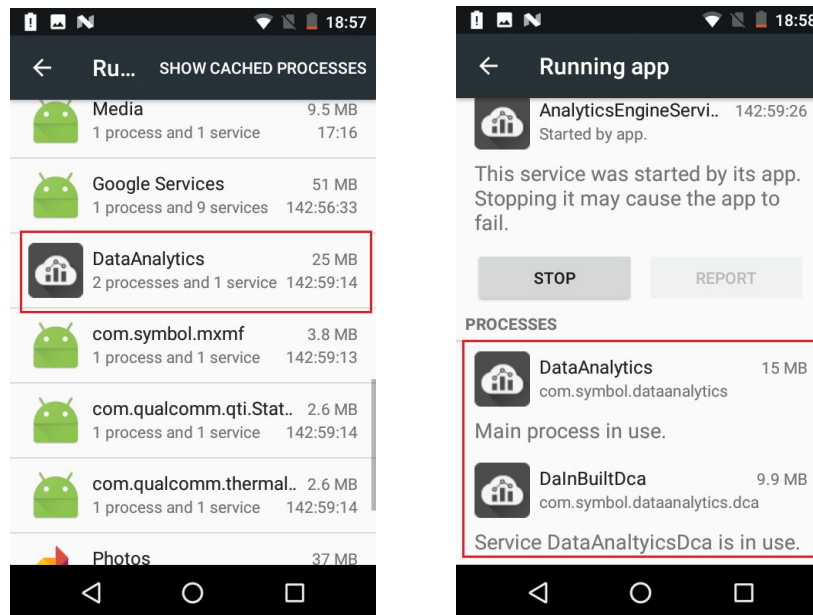 18:57
Ru... SHOW CACHED PROCESSES
Media 9.5 MB
1 process and 1 service 17:16
Google Services 51 MB
1 process and 9 services 142:56:33
DataAnalytics 25 MB
2 processes and 1 service 142:59:14
com.symbol.mxmf 3.8 MB
1 process and 1 service 142:59:13
com.qualcomm.qti.Stat.. 2.6 MB
1 process and 1 service 142:59:14
com.qualcomm.thermal.. 2.6 MB
1 process and 1 service 142:59:14
Photos 37 MB
18:58
Running app
AnalyticsEngineServi.. 142:59:26
Started by app.
This service was started by its app.
Stopping it may cause the app to
fail.
STOP REPORT
PROCESSES
DataAnalytics 15 MB
com.symbol.dataanalytics
Main process in use.
DaInBuiltDca 9.9 MB
com.symbol.dataanalytics.dca
Service DataAnaltyicsDca is in use.